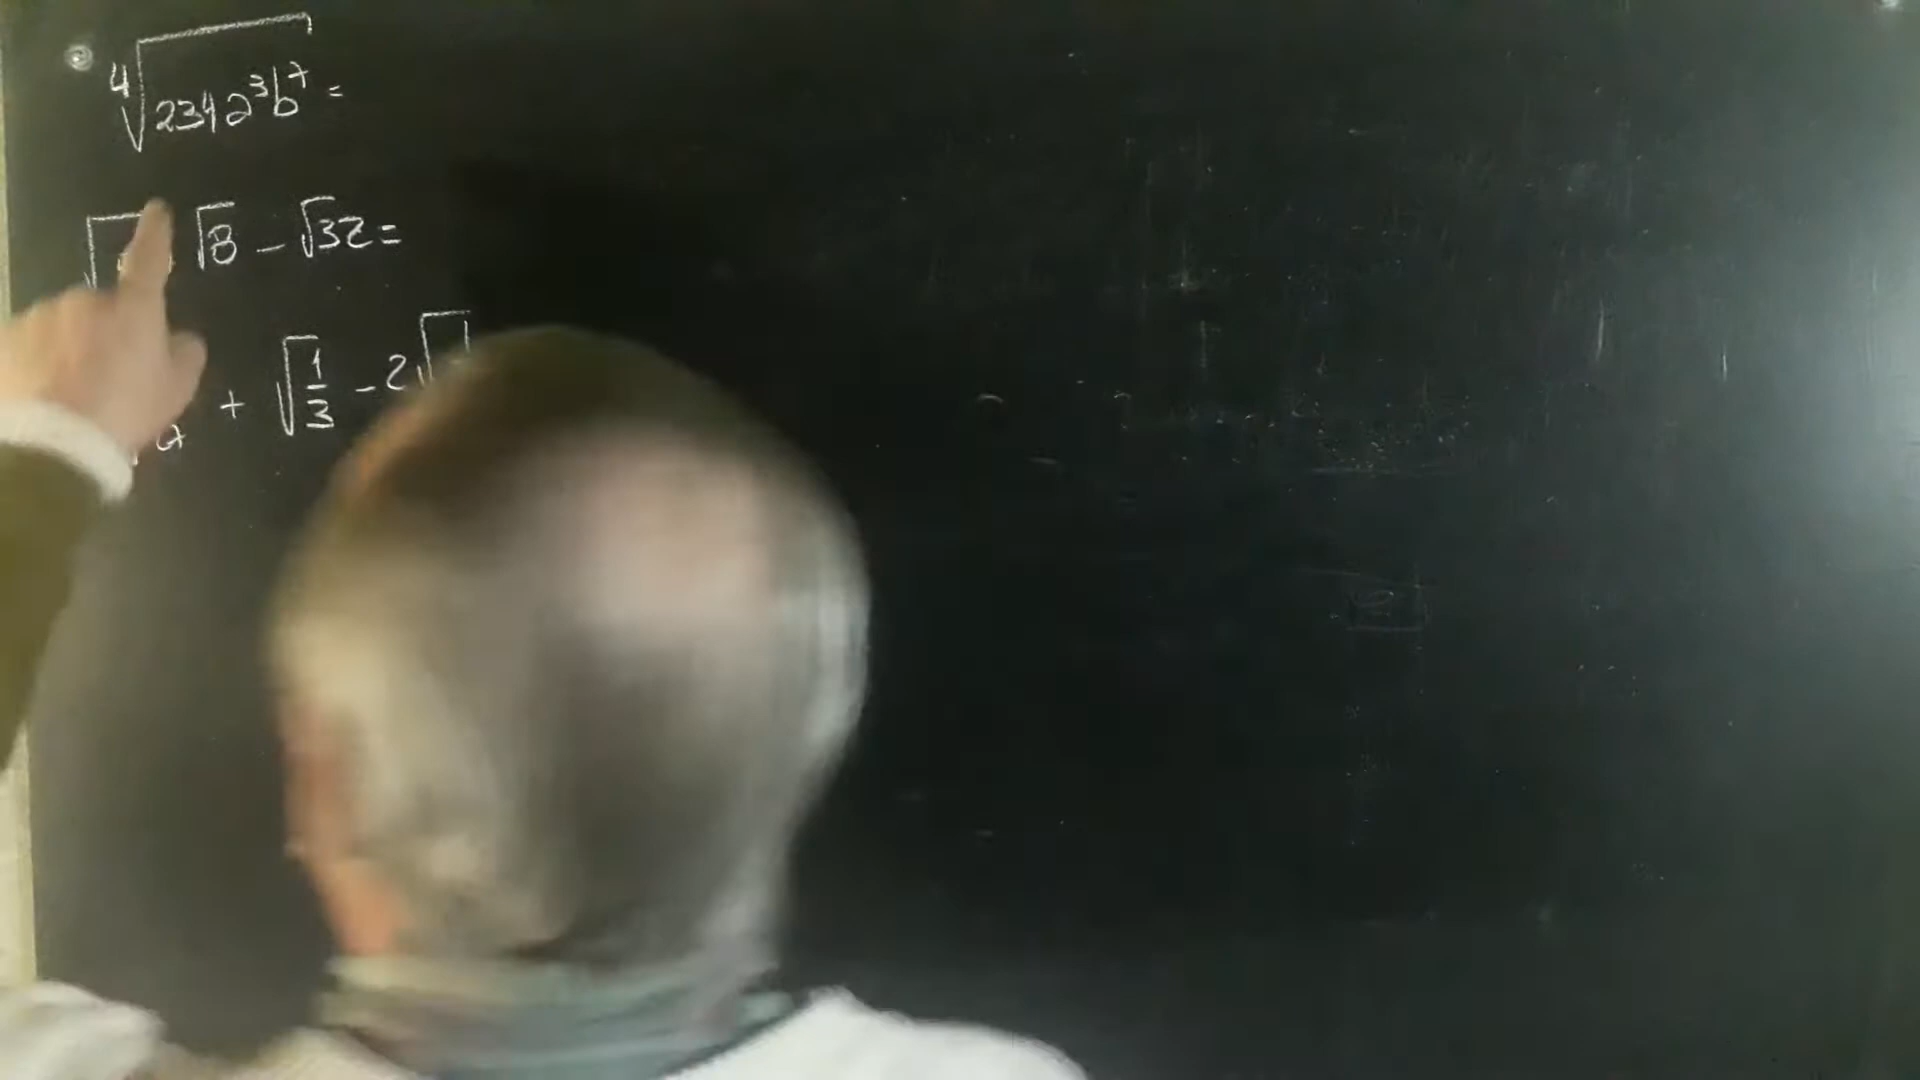 ⁴√234a³b⁷ =
√8 - √32 =
+ √1/3 - 2√